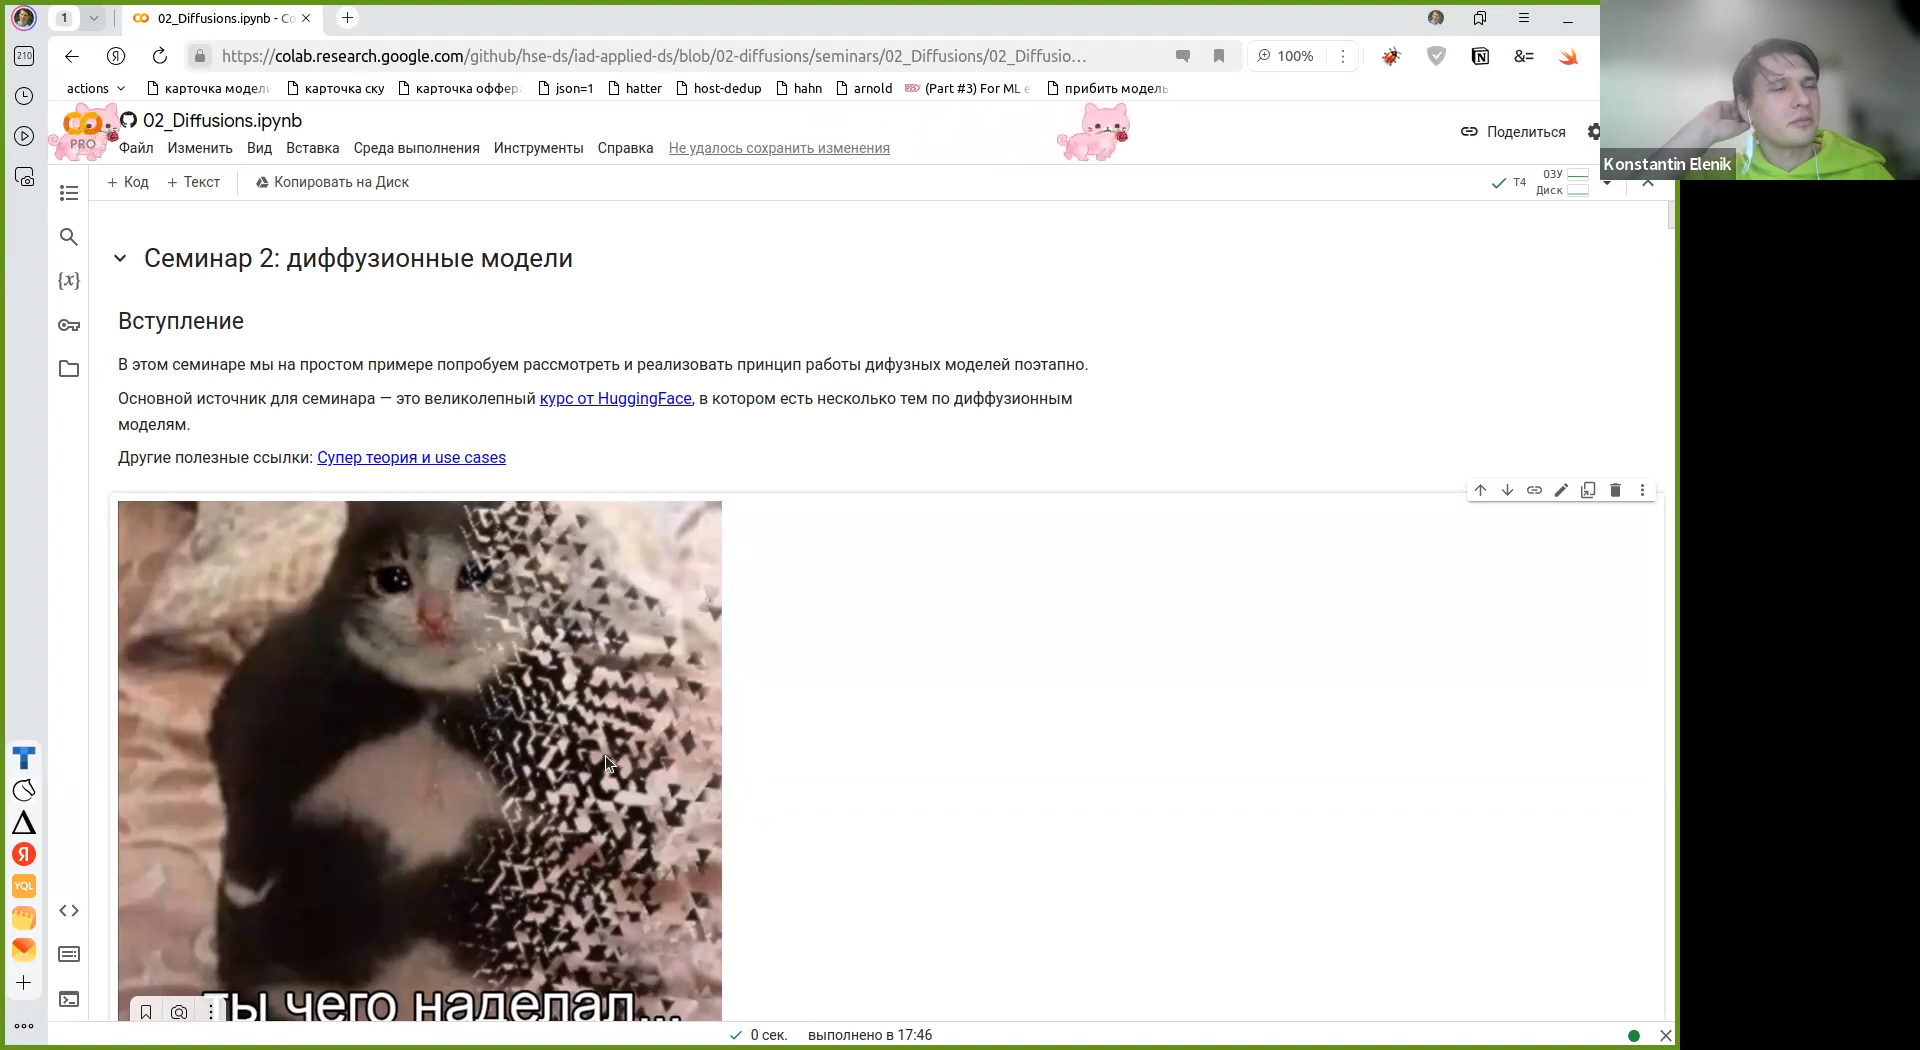 1
02_Diffusions.ipynb - Co
210
https://colab.research.google.com/github/hse-ds/iad-applied-ds/blob/02-diffusions/seminars/02_Diffusions/02_Diffusio...
100%
actions
карточка модели
карточка ску
карточка оффер
json=1
hatter
host-dedup
hahn
arnold
(Part #3) For ML e
прибить модель
PRO
02_Diffusions.ipynb
Файл Изменить Вид Вставка Среда выполнения Инструменты Справка Не удалось сохранить изменения
Поделиться
Konstantin Elenik
+ Код + Текст Копировать на Диск
T4
ОЗУ
Диск
{x}
Семинар 2: диффузионные модели
Вступление
В этом семинаре мы на простом примере попробуем рассмотреть и реализовать принцип работы дифузных моделей поэтапно.
Основной источник для семинара — это великолепный курс от HuggingFace, в котором есть несколько тем по диффузионным
моделям.
Другие полезные ссылки: Супер теория и use cases
ты чего наделал...
YQL
0 сек. выполнено в 17:46